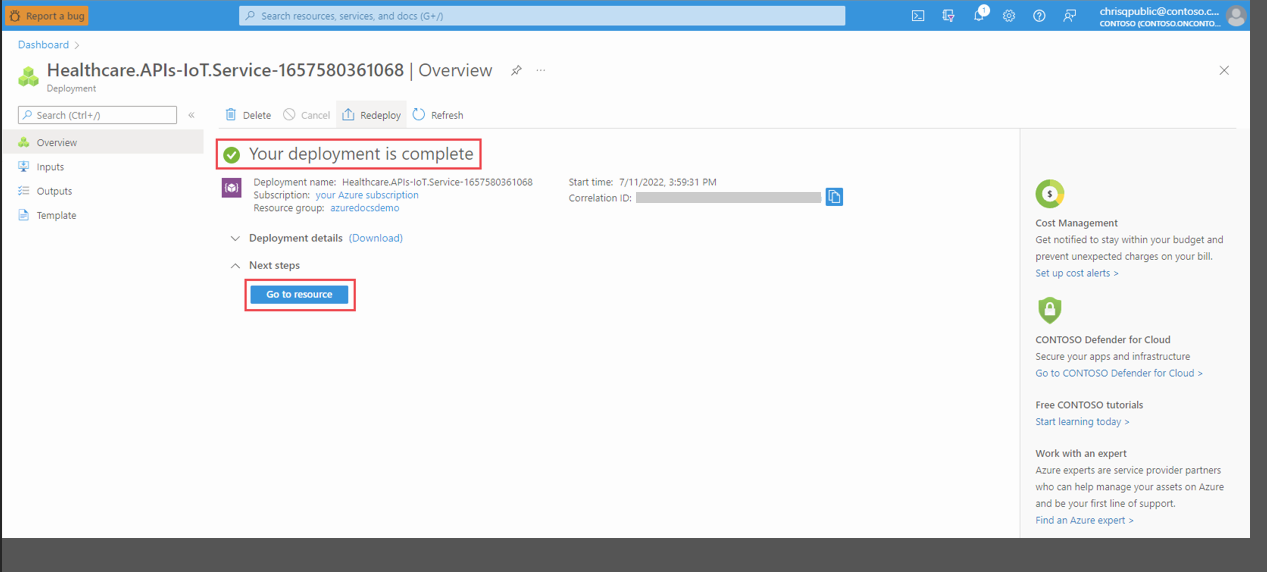 Report a bug
Search resources, services, and docs (G+/)
1
chrisqpublic@contoso.c...
CONTOSO (CONTOSO.ONCONTO...
Dashboard >
Healthcare.APIs-IoT.Service-1657580361068 | Overview
...
Deployment
Search (Ctrl+/)
«
Delete
Cancel
Redeploy
Refresh
Overview
Inputs
Outputs
Template
Your deployment is complete
Deployment name: Healthcare.APIs-IoT.Service-1657580361068
Subscription: your Azure subscription
Resource group: azuredocsdemo
Start time: 7/11/2022, 3:59:31 PM
Correlation ID:
Deployment details (Download)
Next steps
Go to resource
$
Cost Management
Get notified to stay within your budget and
prevent unexpected charges on your bill.
Set up cost alerts >
CONTOSO Defender for Cloud
Secure your apps and infrastructure
Go to CONTOSO Defender for Cloud >
Free CONTOSO tutorials
Start learning today >
Work with an expert
Azure experts are service provider partners
who can help manage your assets on Azure
and be your first line of support.
Find an Azure expert >